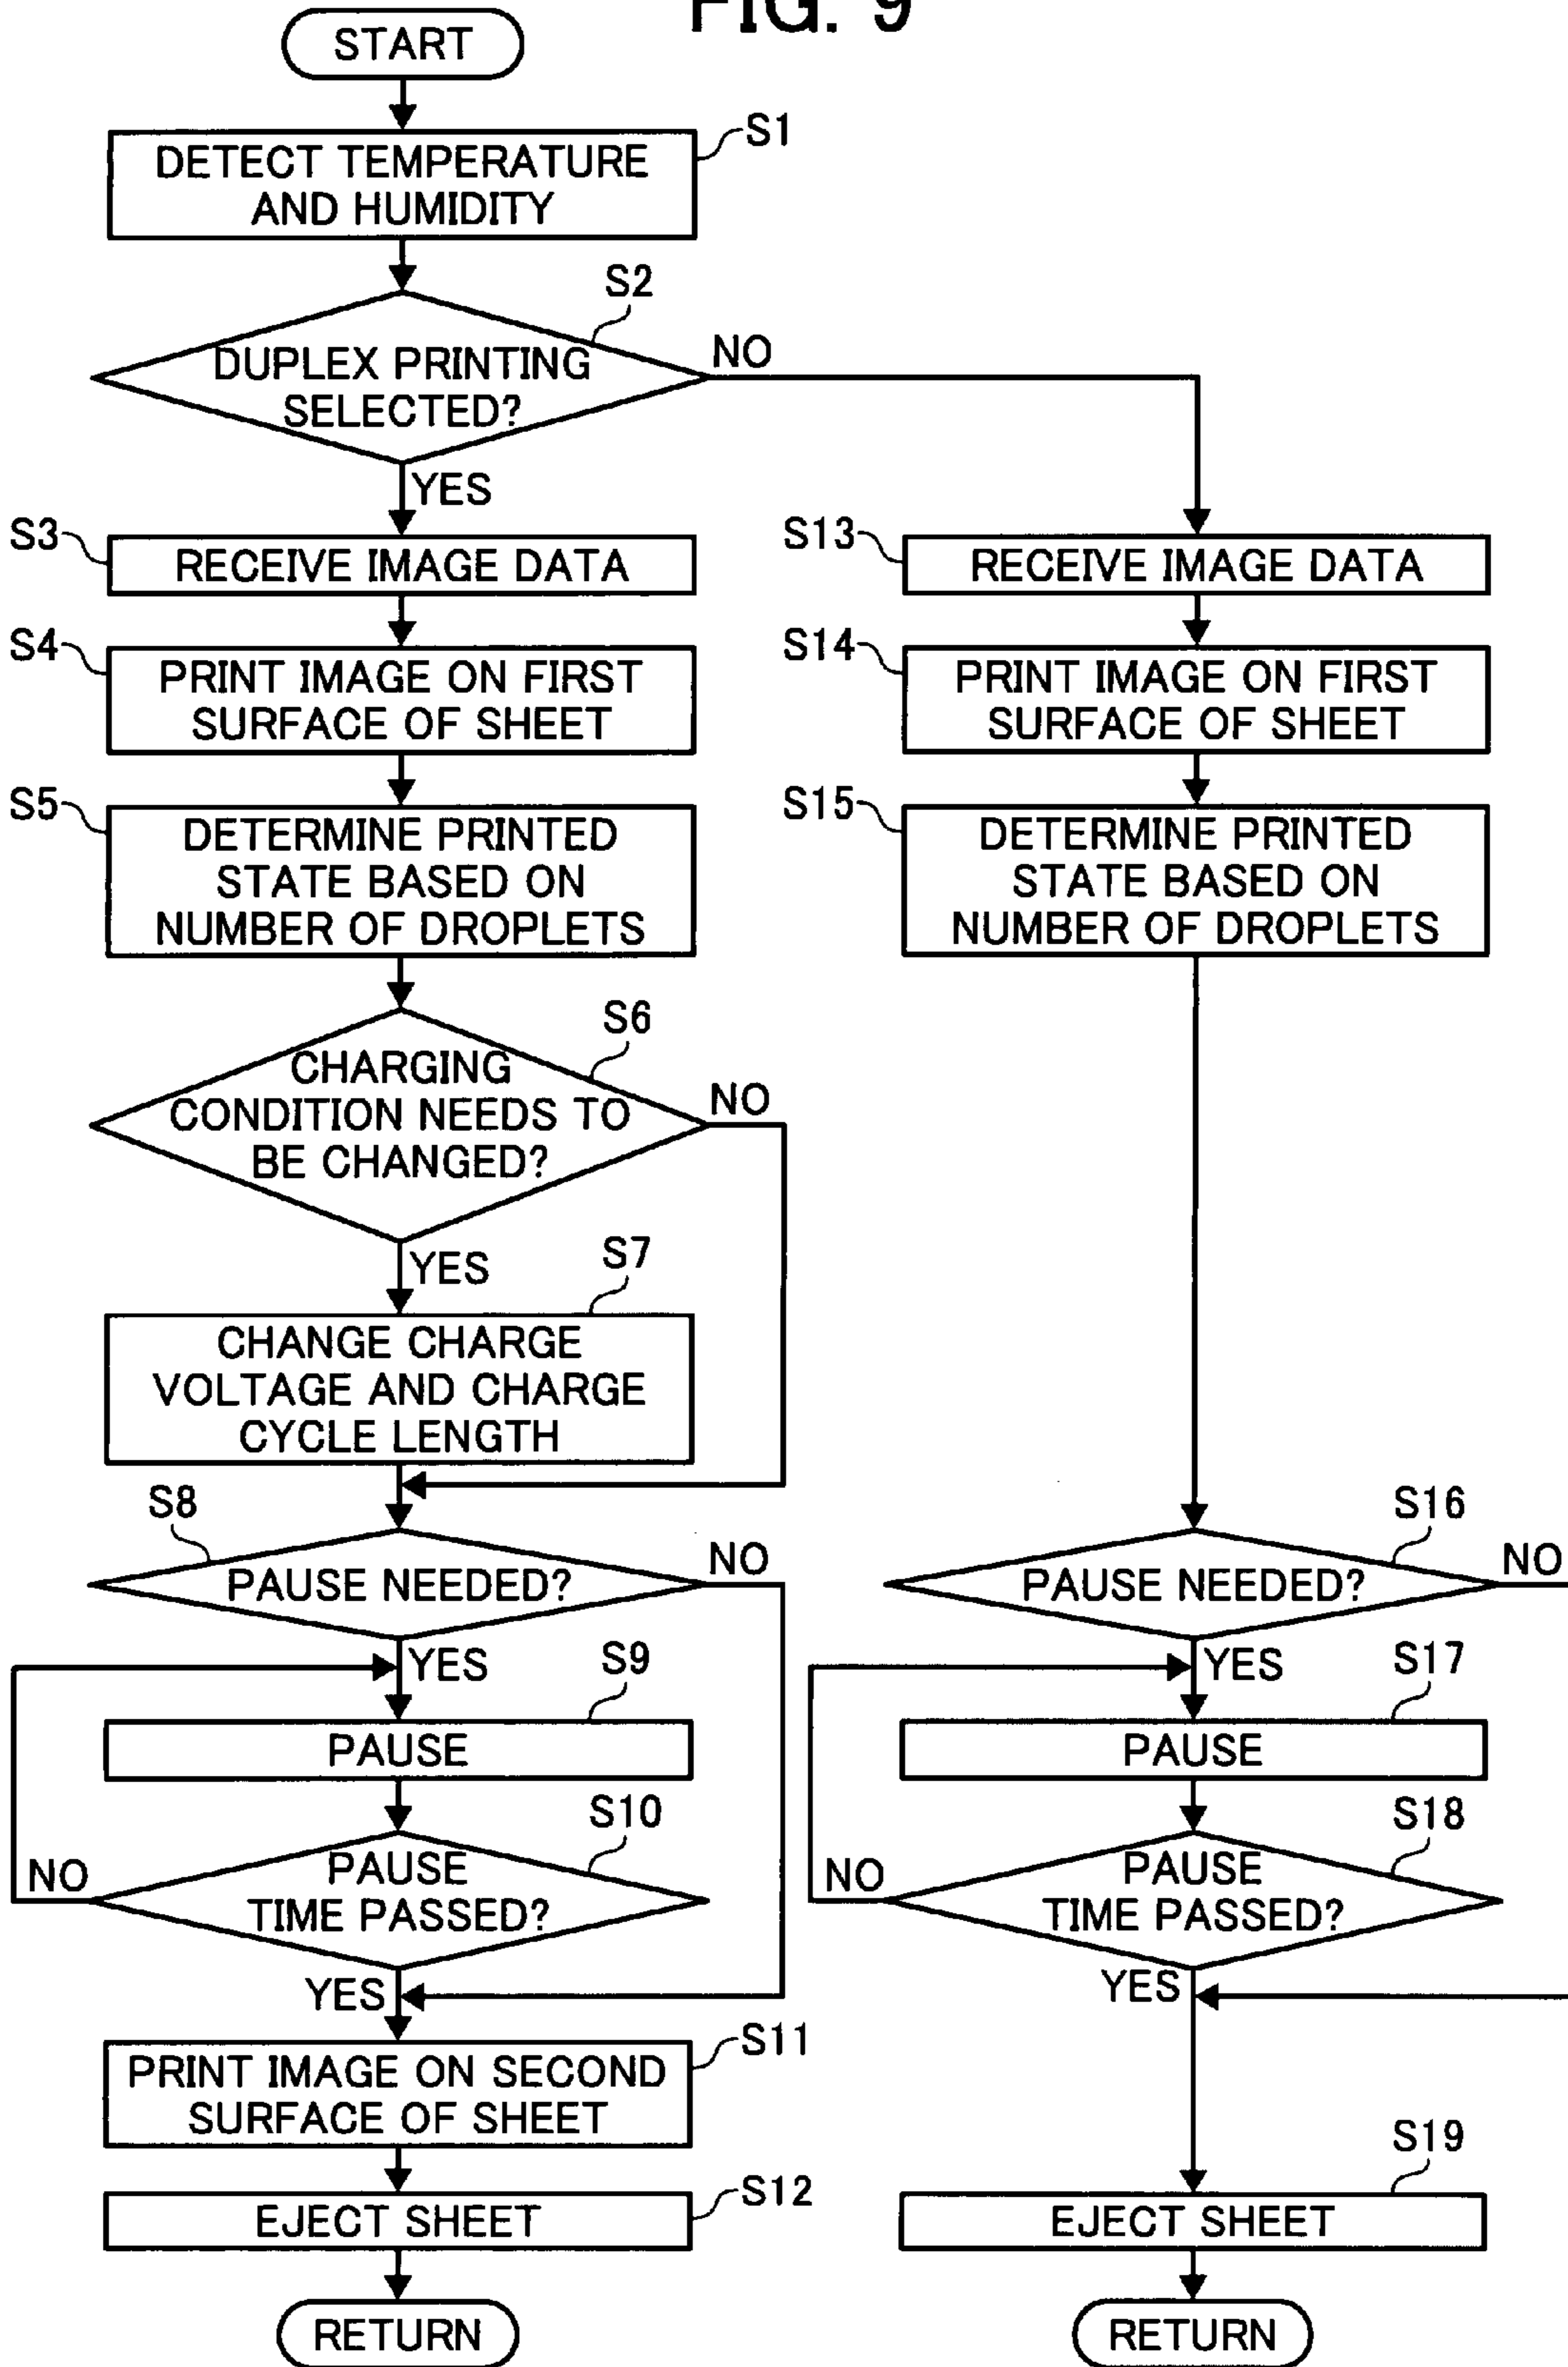 FIG. 9
START
S1
DETECT TEMPERATURE
AND HUMIDITY
S2
DUPLEX PRINTING
SELECTED?
NO
YES
S3
RECEIVE IMAGE DATA
S4
PRINT IMAGE ON FIRST
SURFACE OF SHEET
S5
DETERMINE PRINTED
STATE BASED ON
NUMBER OF DROPLETS
S6
CHARGING
CONDITION NEEDS TO
BE CHANGED?
NO
YES
S7
CHANGE CHARGE
VOLTAGE AND CHARGE
CYCLE LENGTH
S8
PAUSE NEEDED?
NO
YES
S9
PAUSE
S10
PAUSE
TIME PASSED?
NO
YES
S11
PRINT IMAGE ON SECOND
SURFACE OF SHEET
S12
EJECT SHEET
RETURN
S13
RECEIVE IMAGE DATA
S14
PRINT IMAGE ON FIRST
SURFACE OF SHEET
S15
DETERMINE PRINTED
STATE BASED ON
NUMBER OF DROPLETS
S16
PAUSE NEEDED?
NO
YES
S17
PAUSE
S18
PAUSE
TIME PASSED?
NO
YES
S19
EJECT SHEET
RETURN